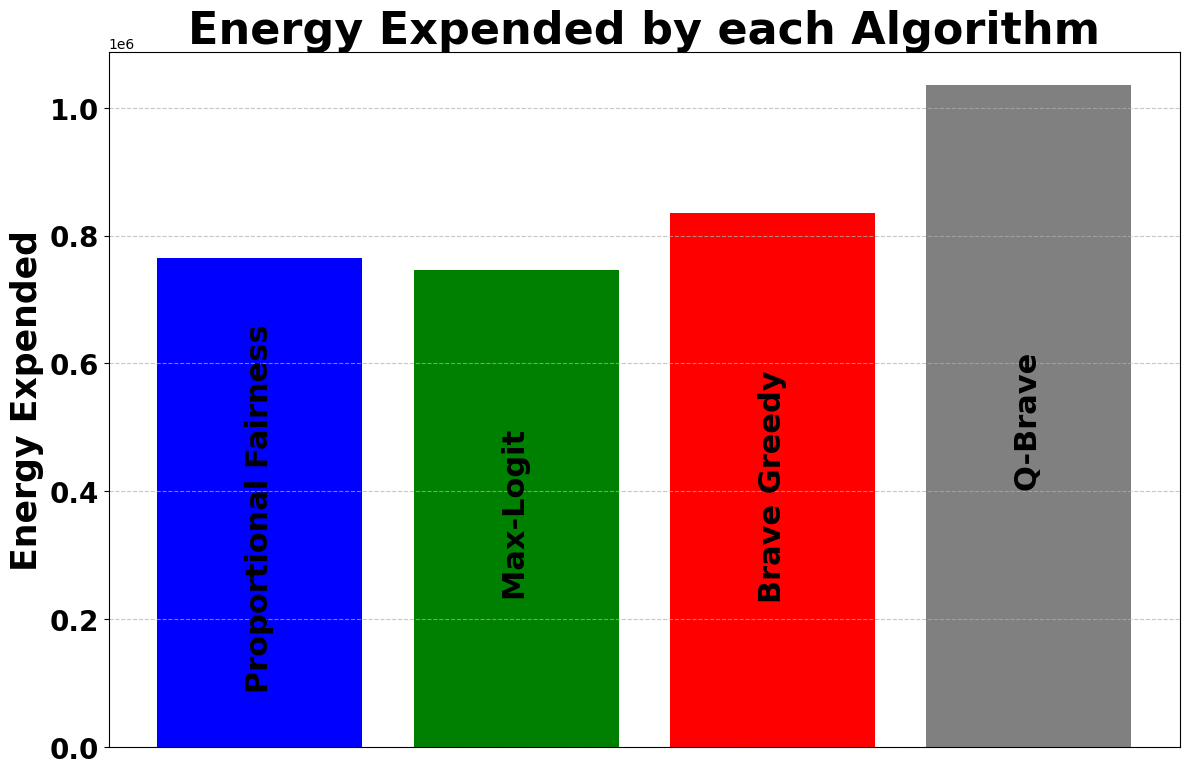 Energy Expended by each Algorithm
1e6
Energy Expended
1.0
0.8
0.6
0.4
0.2
0.0
Proportional Fairness
Max-Logit
Brave Greedy
Q-Brave